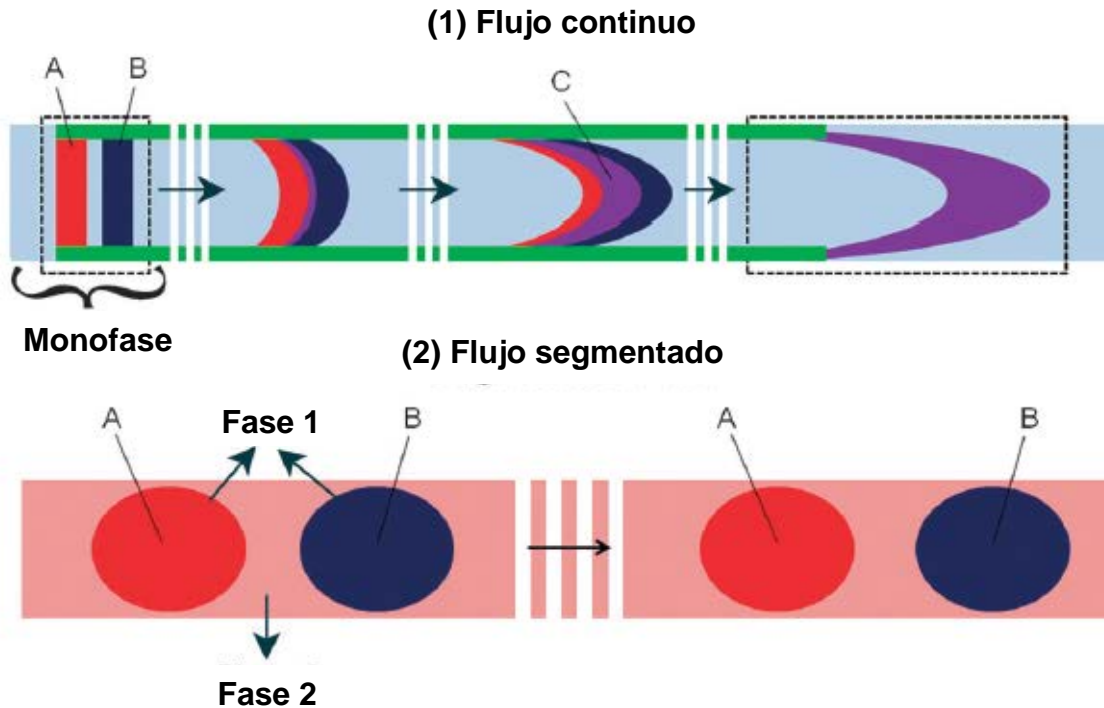 (1) Flujo continuo
A B C
Monofase
(2) Flujo segmentado
A Fase 1 B A B
Fase 2